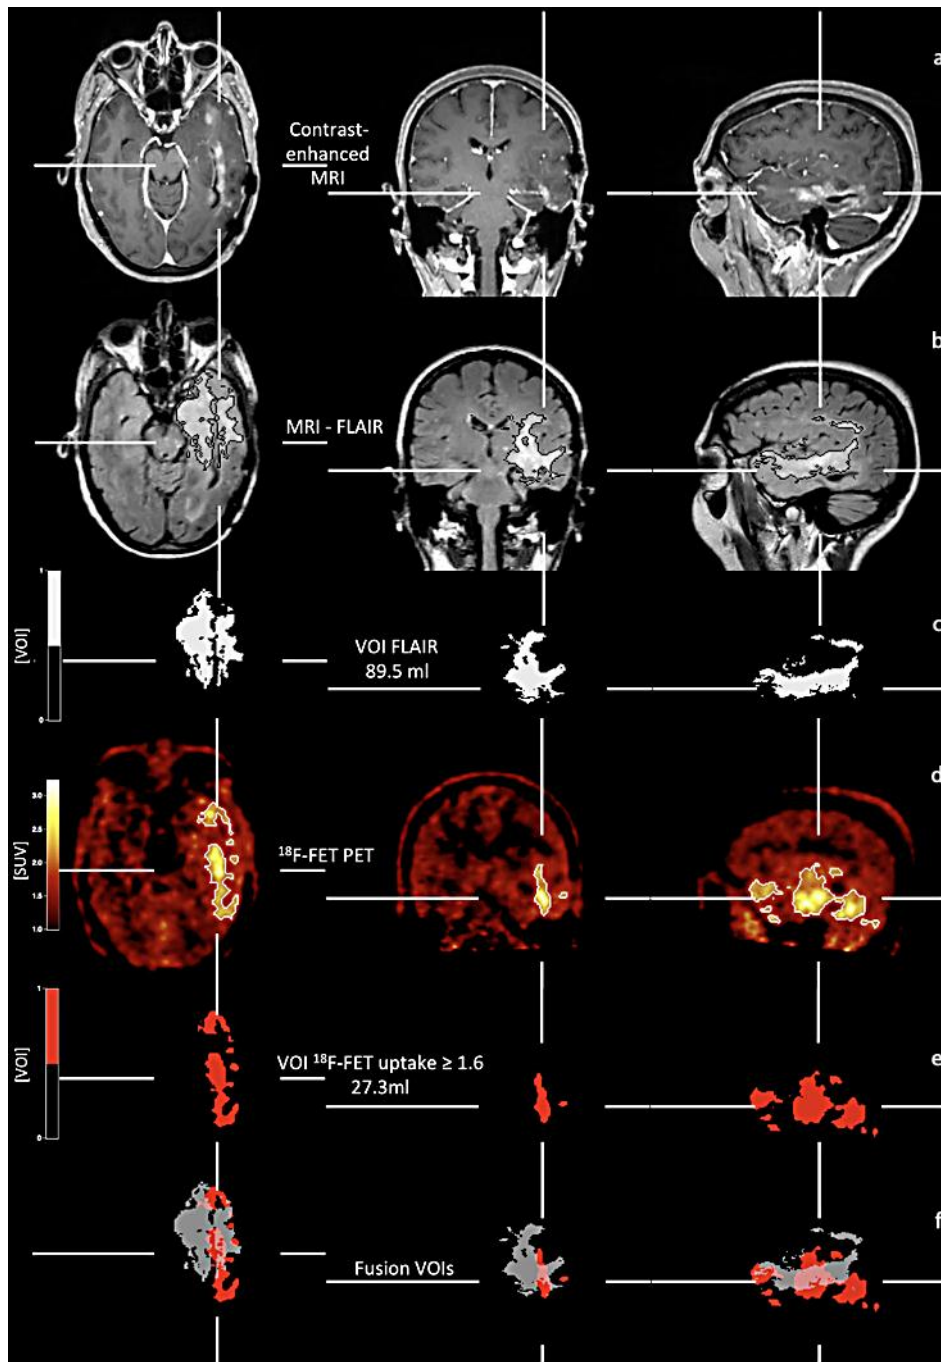 a
Contrast-
enhanced
MRI
b
MRI - FLAIR
c
1
[VOI]
0
VOI FLAIR
89.5 ml
d
3.0
2.5
[SUV]
2.0
1.5
1.0
¹⁸F-FET PET
e
1
[VOI]
0
VOI ¹⁸F-FET uptake ≥ 1.6
27.3ml
f
Fusion VOIs